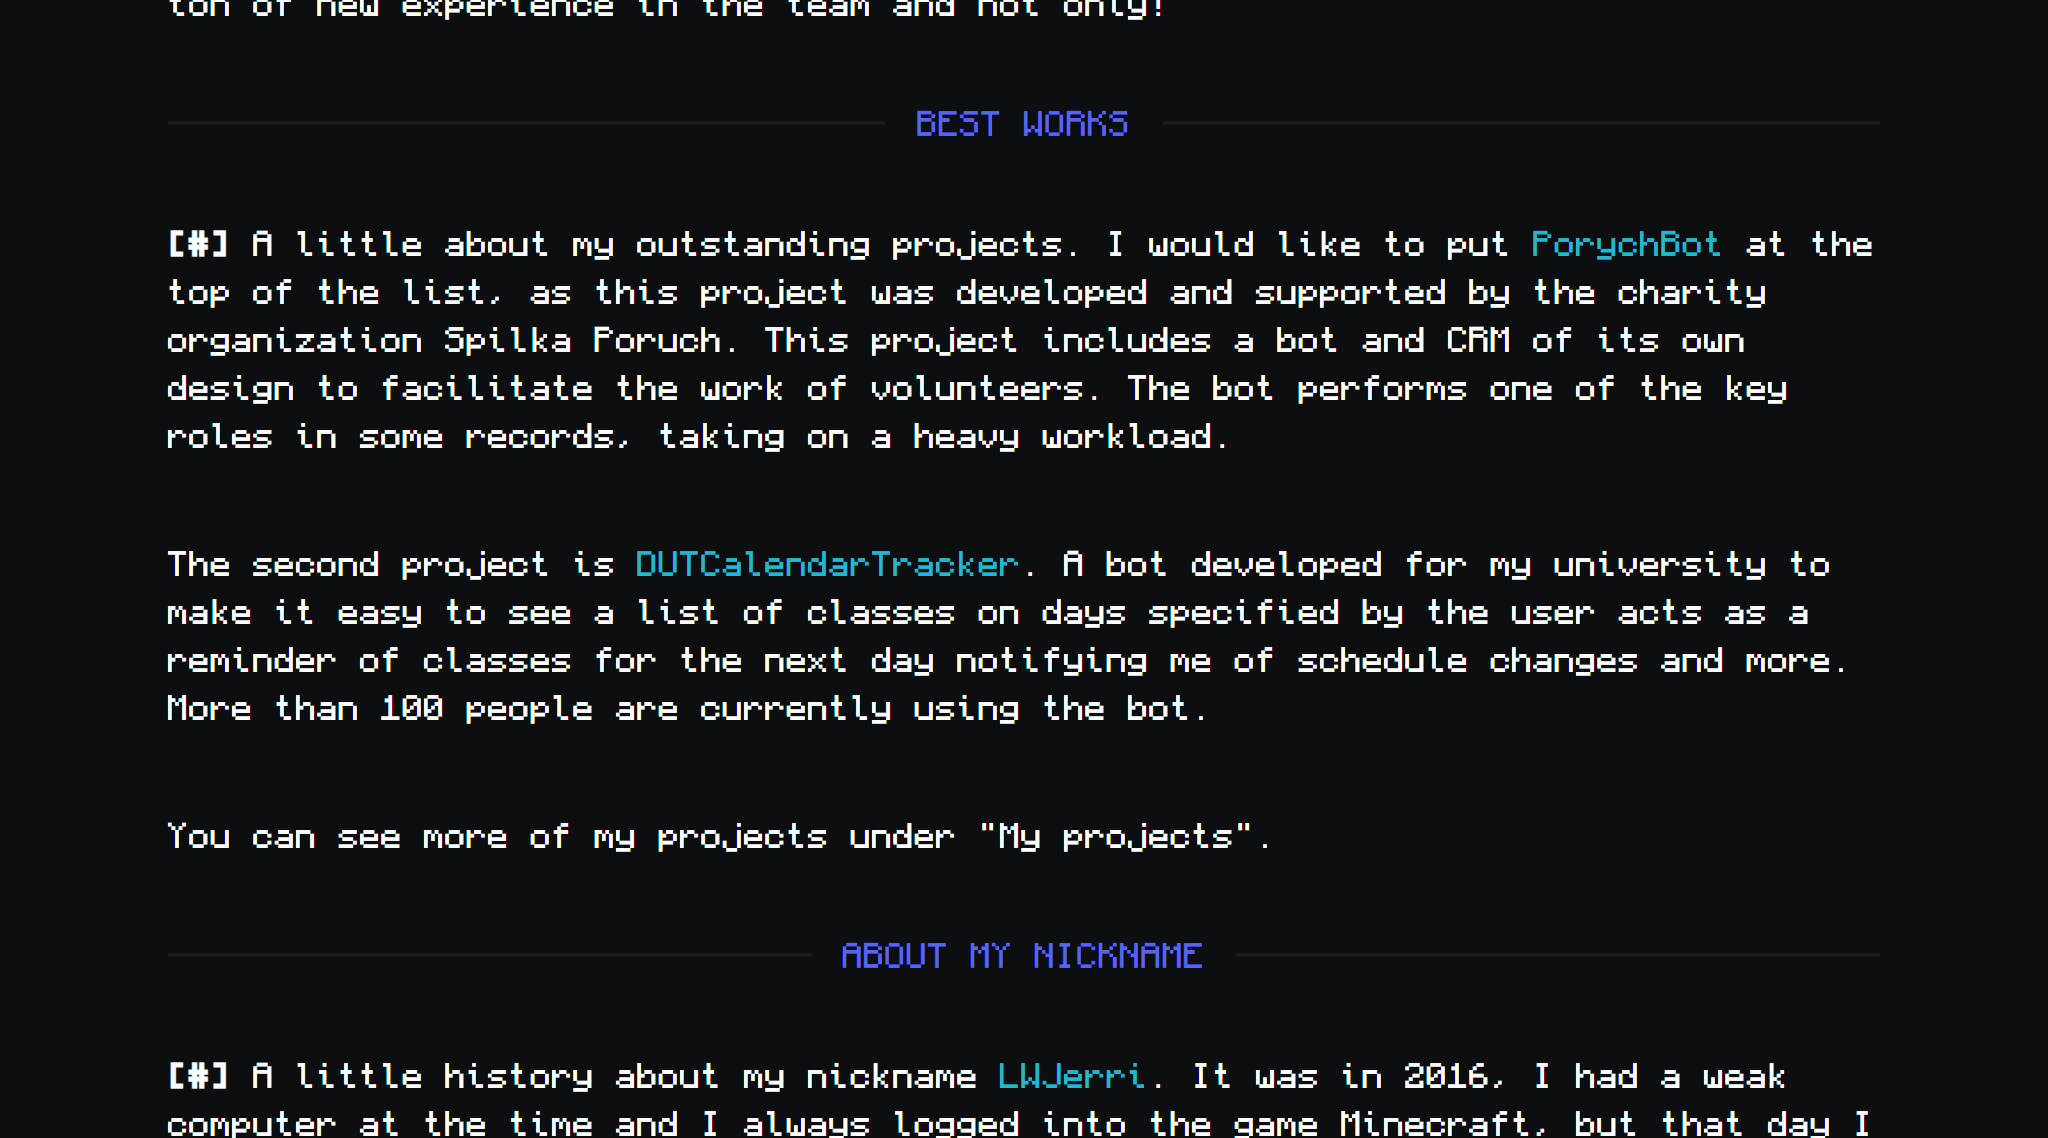 ton of new experience in the team and not only!
BEST WORKS
[#] A little about my outstanding projects. I would like to put PorychBot at the
top of the list, as this project was developed and supported by the charity
organization Spilka Poruch. This project includes a bot and CRM of its own
design to facilitate the work of volunteers. The bot performs one of the key
roles in some records, taking on a heavy workload.
The second project is DUTCalendarTracker. A bot developed for my university to
make it easy to see a list of classes on days specified by the user acts as a
reminder of classes for the next day notifying me of schedule changes and more.
More than 100 people are currently using the bot.
You can see more of my projects under "My projects".
ABOUT MY NICKNAME
[#] A little history about my nickname LWJerri. It was in 2016, I had a weak
computer at the time and I always logged into the game Minecraft, but that day I